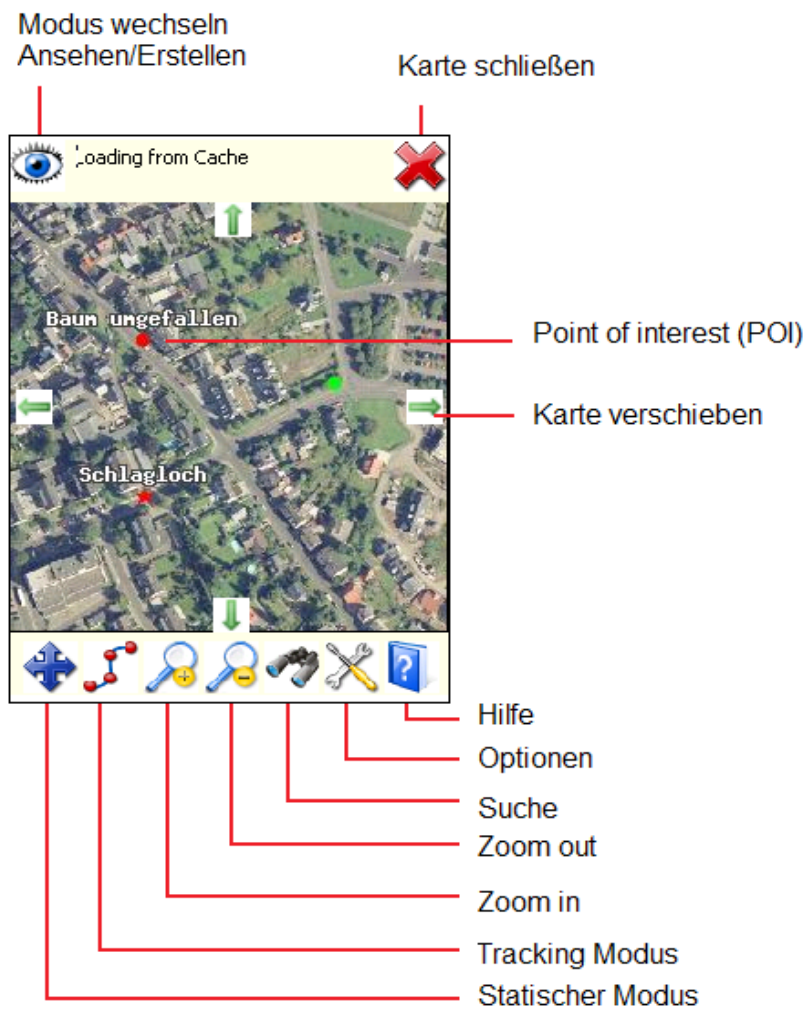 Modus wechseln
Ansehen/Erstellen
Karte schließen
Loading from Cache
Baum umgefallen
Point of interest (POI)
Karte verschieben
Schlagloch
Hilfe
Optionen
Suche
Zoom out
Zoom in
Tracking Modus
Statischer Modus